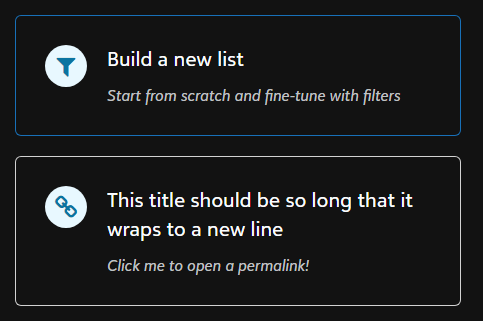 Build a new list
Start from scratch and fine-tune with filters
This title should be so long that it
wraps to a new line
Click me to open a permalink!